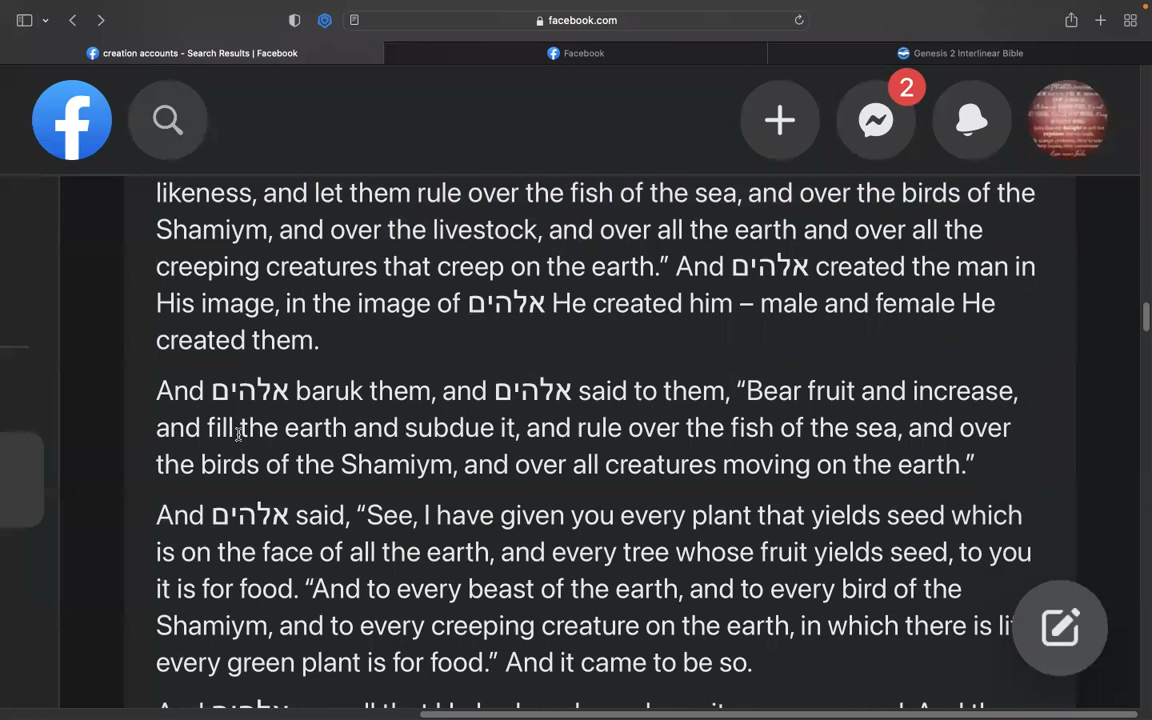 facebook.com
creation accounts - Search Results | Facebook
Facebook
Genesis 2 Interlinear Bible
2
likeness, and let them rule over the fish of the sea, and over the birds of the
Shamiym, and over the livestock, and over all the earth and over all the
creeping creatures that creep on the earth.” And אלהים created the man in
His image, in the image of אלהים He created him – male and female He
created them.
And אלהים baruk them, and אלהים said to them, “Bear fruit and increase,
and fill the earth and subdue it, and rule over the fish of the sea, and over
the birds of the Shamiym, and over all creatures moving on the earth.”
And אלהים said, “See, I have given you every plant that yields seed which
is on the face of all the earth, and every tree whose fruit yields seed, to you
it is for food. “And to every beast of the earth, and to every bird of the
Shamiym, and to every creeping creature on the earth, in which there is
every green plant is for food.” And it came to be so.